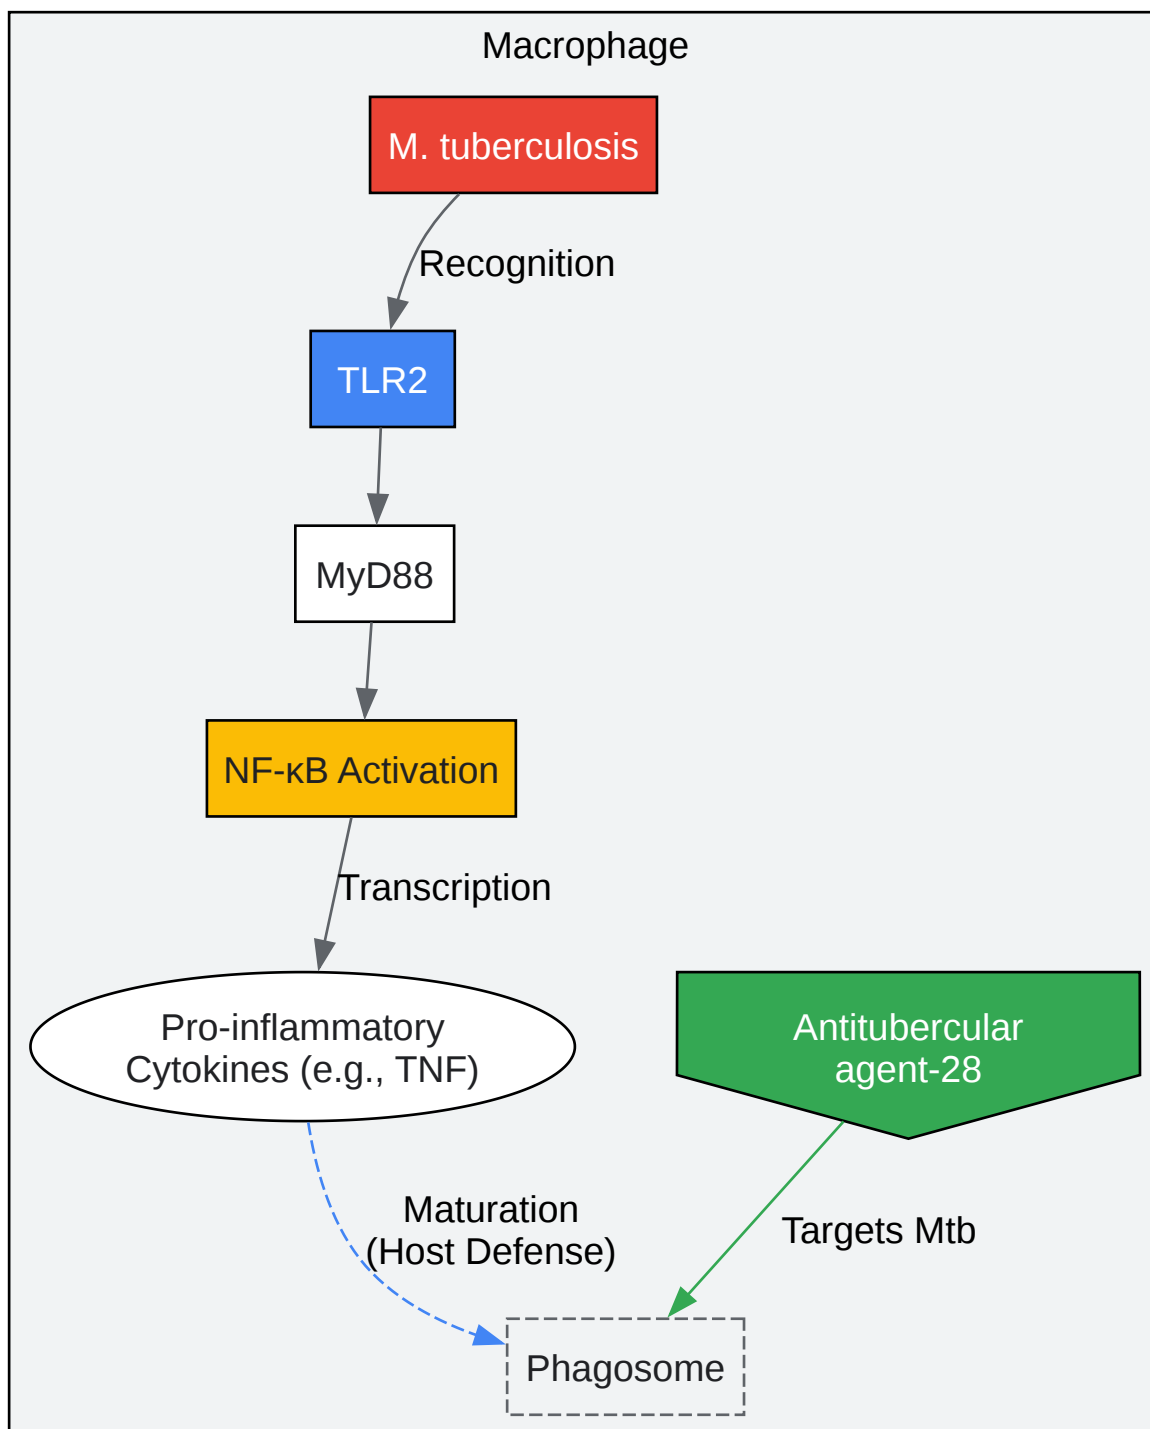 Macrophage
M. tuberculosis
Recognition
TLR2
MyD88
NF-κB Activation
Transcription
Pro-inflammatory
Cytokines (e.g., TNF)
Antitubercular
agent-28
Maturation
(Host Defense)
Targets Mtb
Phagosome